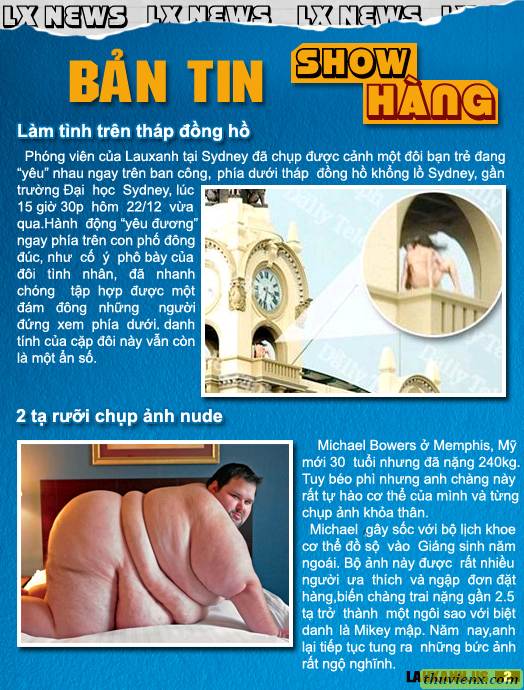 LX NEWS LX NEWS LX NEWS LX NEWS
BẢN TIN SHOW
HÀNG
Làm tình trên tháp đồng hồ
Phóng viên của Lauxanh tại Sydney đã chụp được cảnh một đôi bạn trẻ đang
“yêu” nhau ngay trên ban công, phía dưới tháp đồng hồ khổng lồ Sydney, gần
trường Đại học Sydney, lúc
15 giờ 30p hôm 22/12 vừa
qua.Hành động “yêu đương”
ngay phía trên con phố đông
đúc, như cố ý phô bày của
đôi tình nhân, đã nhanh
chóng tập hợp được một
đám đông những người
đứng xem phía dưới. danh
tính của cặp đôi này vẫn còn
là một ẩn số.
Daily Tele
2 tạ rưỡi chụp ảnh nude
Michael Bowers ở Memphis, Mỹ
mới 30 tuổi nhưng đã nặng 240kg.
Tuy béo phì nhưng anh chàng này
rất tự hào cơ thể của mình và từng
chụp ảnh khỏa thân.
Michael gây sốc với bộ lịch khoe
cơ thể đồ sộ vào Giáng sinh năm
ngoái. Bộ ảnh này được rất nhiều
người ưa thích và ngập đơn đặt
hàng,biến chàng trai nặng gần 2.5
tạ trở thành một ngôi sao với biệt
danh là Mikey mập. Năm nay,anh
lại tiếp tục tung ra những bức ảnh
rất ngộ nghĩnh.
thuvienx.com